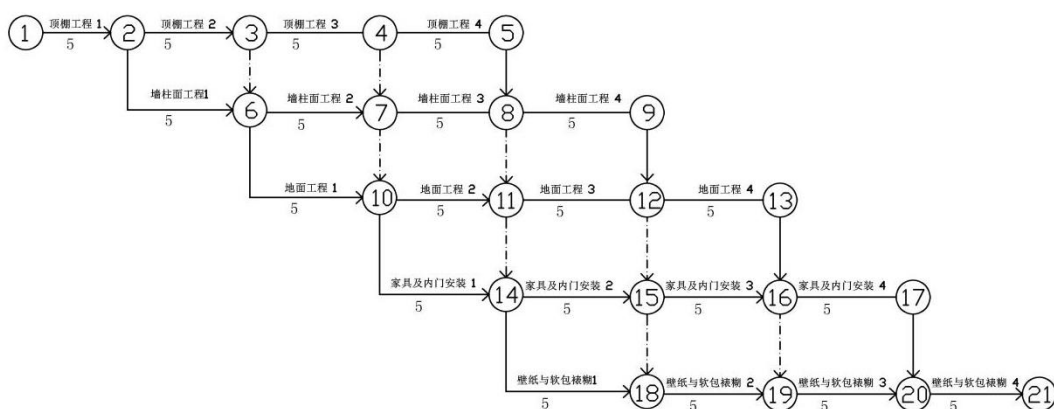 顶棚工程 1 顶棚工程 2 顶棚工程 3 顶棚工程 4
1 2 3 4 5
5 5 5 5
墙柱面工程1 墙柱面工程 2 墙柱面工程 3 墙柱面工程 4
6 7 8 9
5 5 5 5
地面工程 1 地面工程 2 地面工程 3 地面工程 4
10 11 12 13
5 5 5 5
家具及内门安装 1 家具及内门安装 2 家具及内门安装 3 家具及内门安装 4
14 15 16 17
5 5 5 5
壁纸与软包裱糊1 壁纸与软包裱糊 2 壁纸与软包裱糊 3 壁纸与软包裱糊 4
18 19 20 21
5 5 5 5